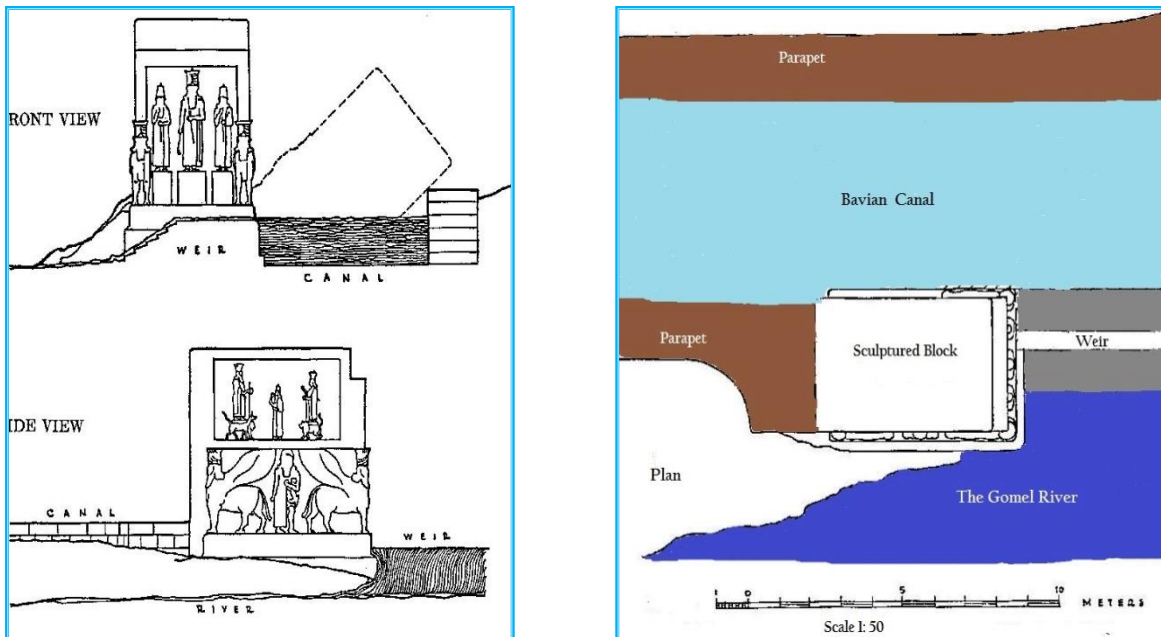 RONT VIEW
WEIR
CANAL
IDE VIEW
CANAL
WEIR
RIVER
Parapet
Bavian Canal
Parapet
Sculptured Block
Weir
Plan
The Gomel River
1 0 5 10 METERS
Scale I: 50